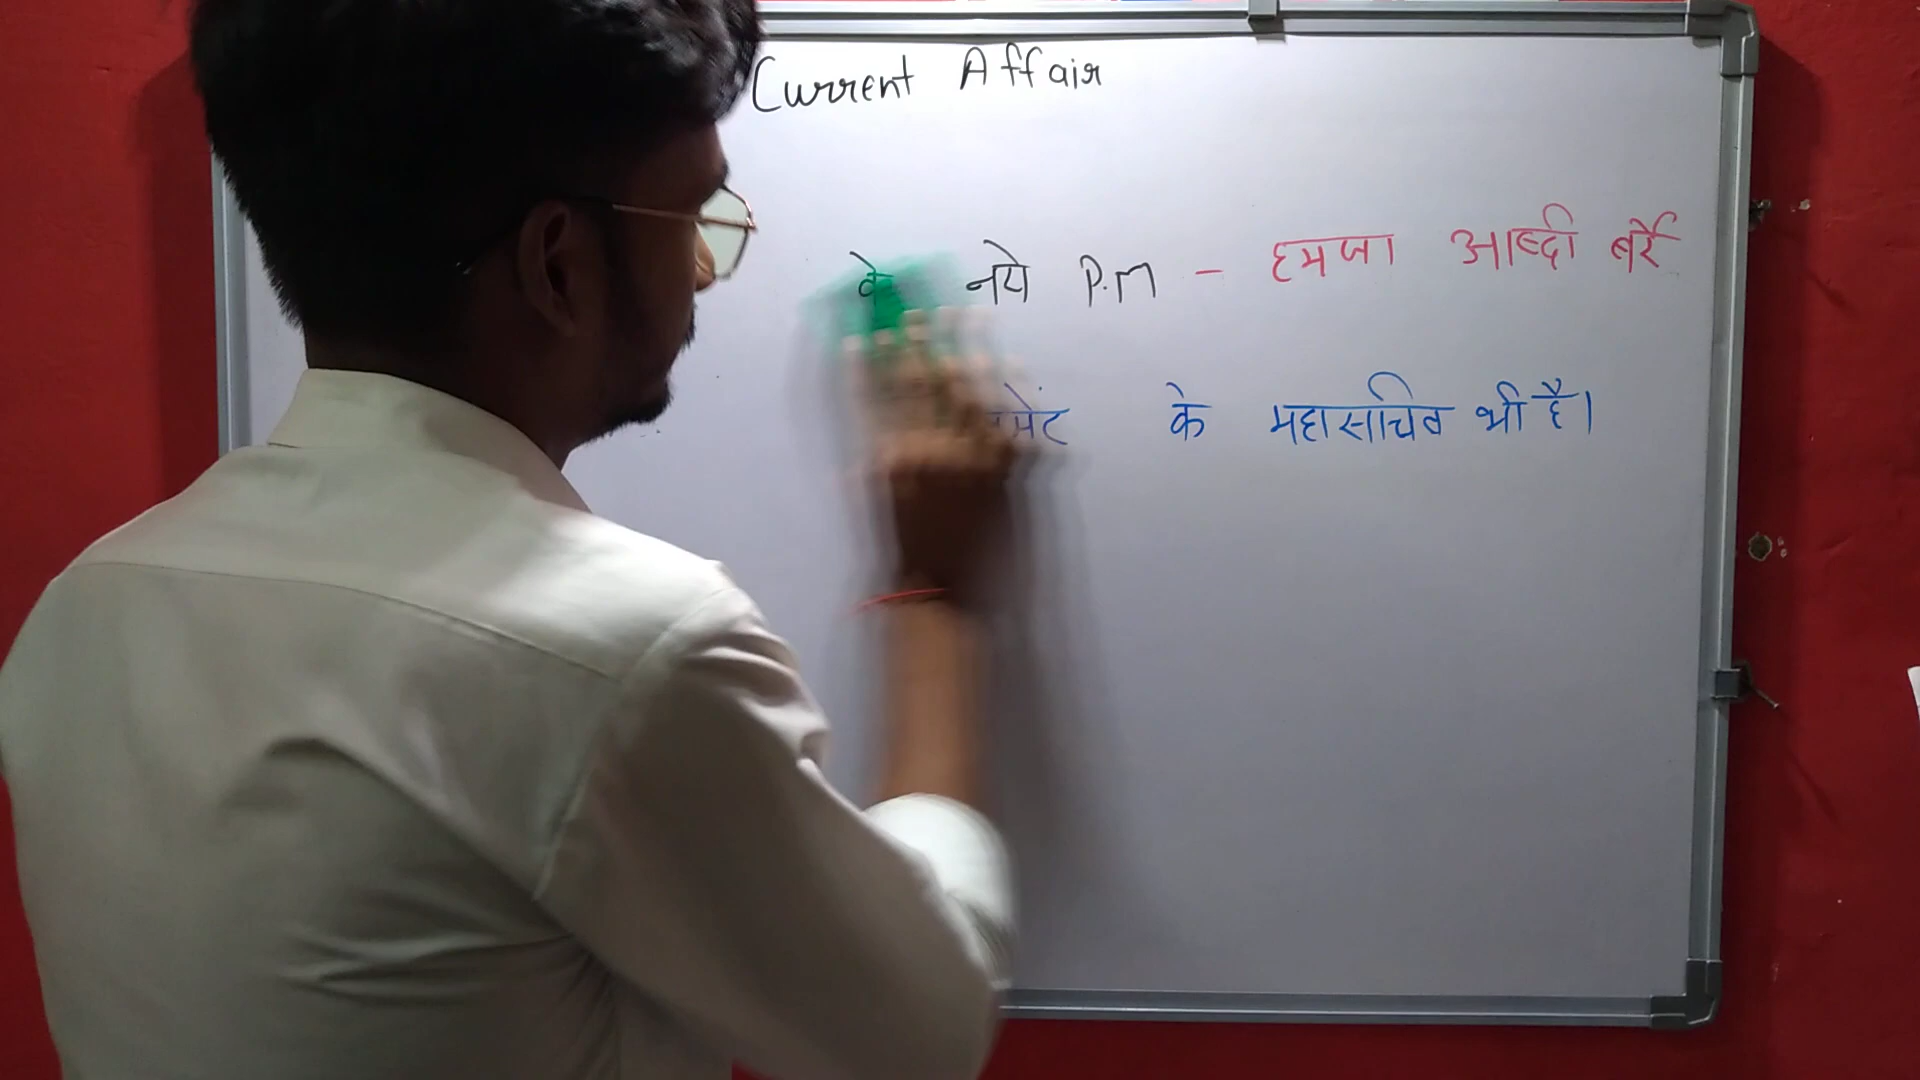 Current Affair
के नये P.M - हमजा आब्दी बर्रे
के महासचिव भी है।